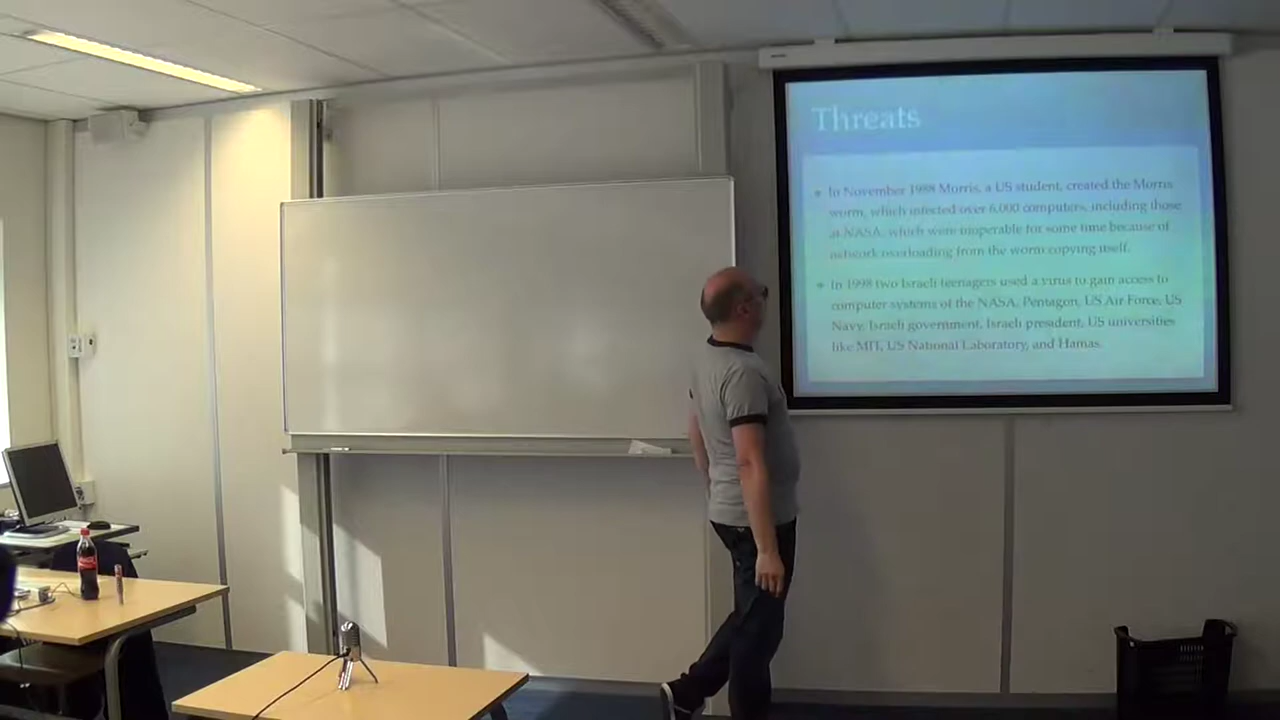 Threats
In November 1988 Morris, a US student, created the Morris
worm, which infected over 6,000 computers, including those
at NASA, which were inoperable for some time because of
network overloading from the worm copying itself.
In 1998 two Israeli teenagers used a virus to gain access to
computer systems of the NASA, Pentagon, US Air Force, US
Navy, Israeli government, Israeli president, US universities
like MIT, US National Laboratory, and Hamas.